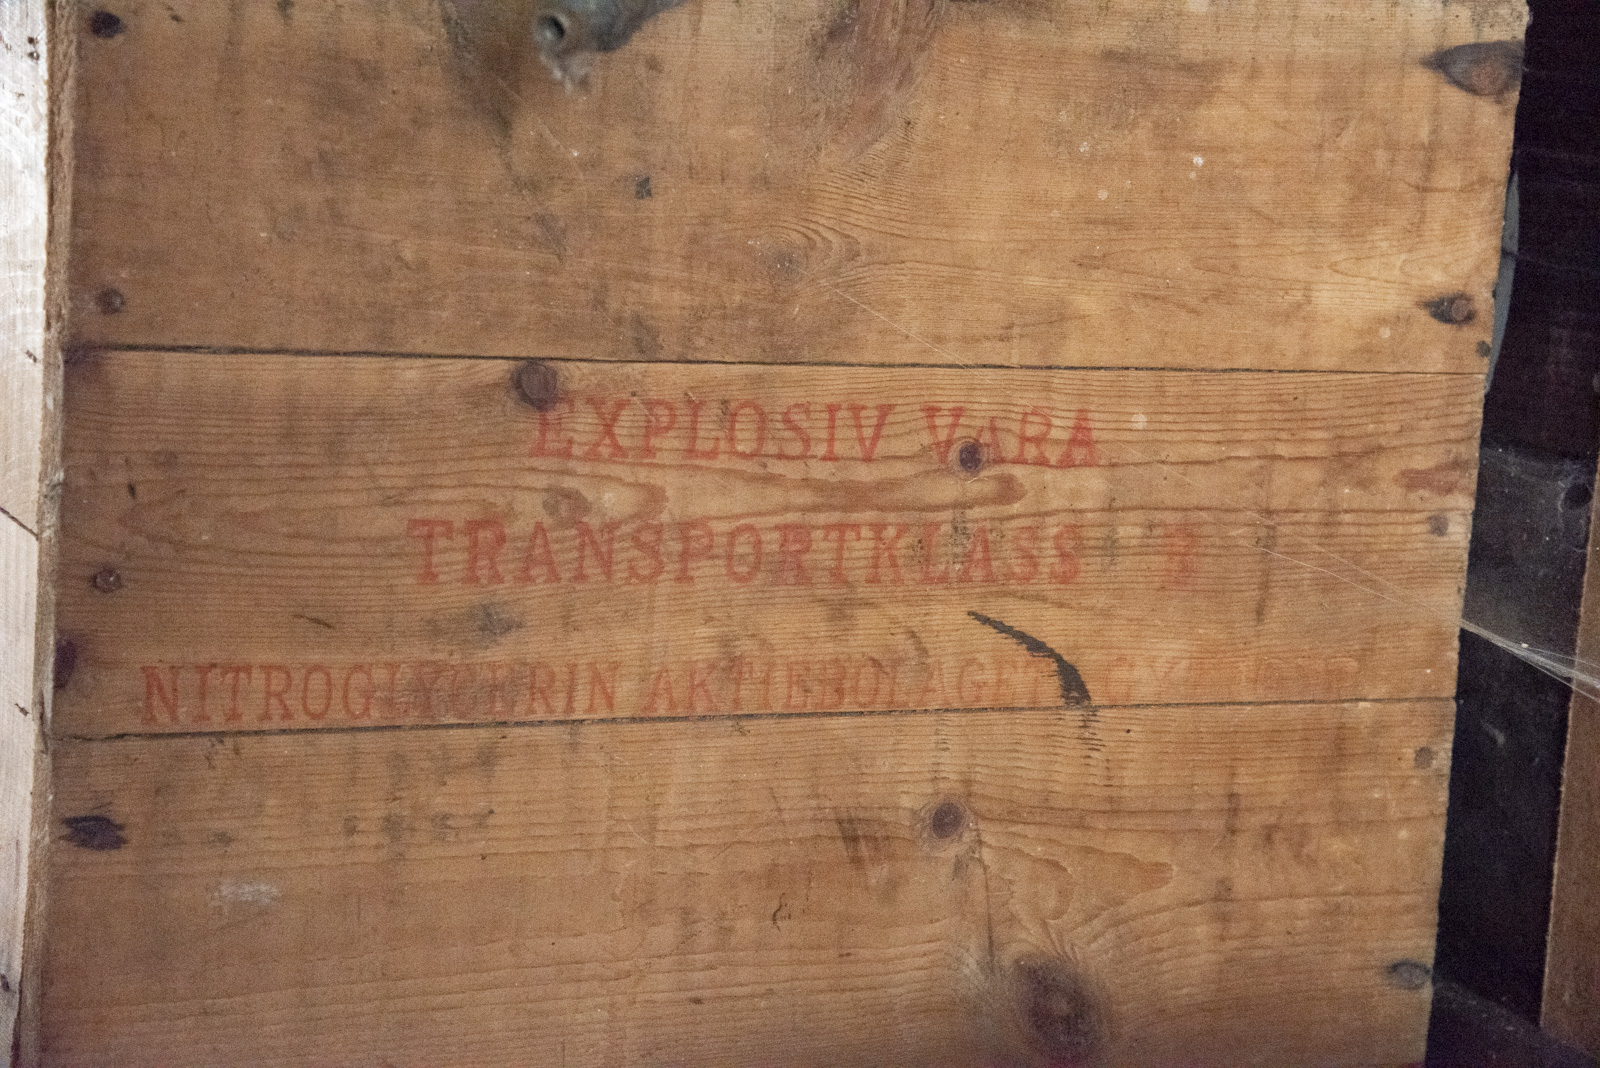 EXPLOSIV VARA
TRANSPORTKLASS
NITROGLYCERIN AKTIEBOLAGET